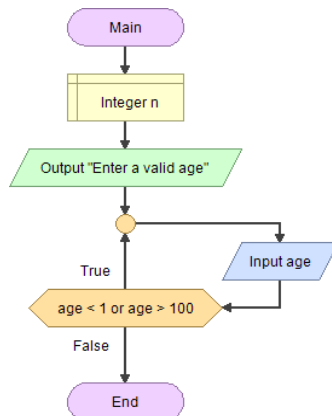 Main
Integer n
Output "Enter a valid age"
Input age
True
age < 1 or age > 100
False
End